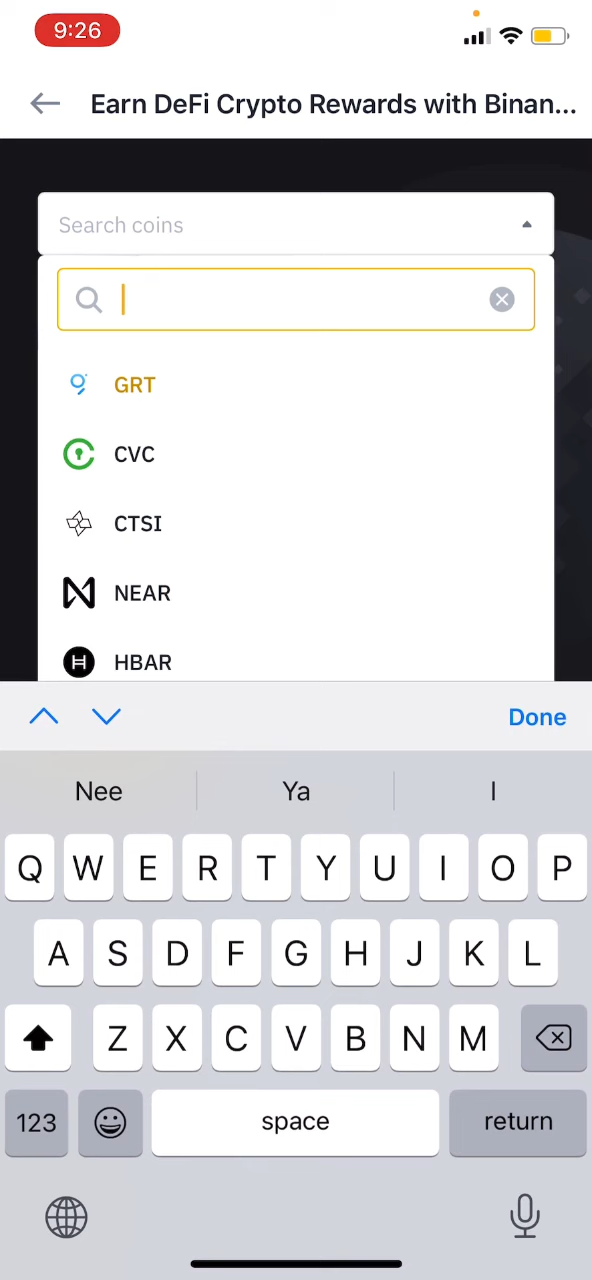 9:26
Earn DeFi Crypto Rewards with Binan...
Search coins
GRT
CVC
CTSI
NEAR
HBAR
Done
Nee Ya I
Q W E R T Y U I O P
A S D F G H J K L
Z X C V B N M
123 space return